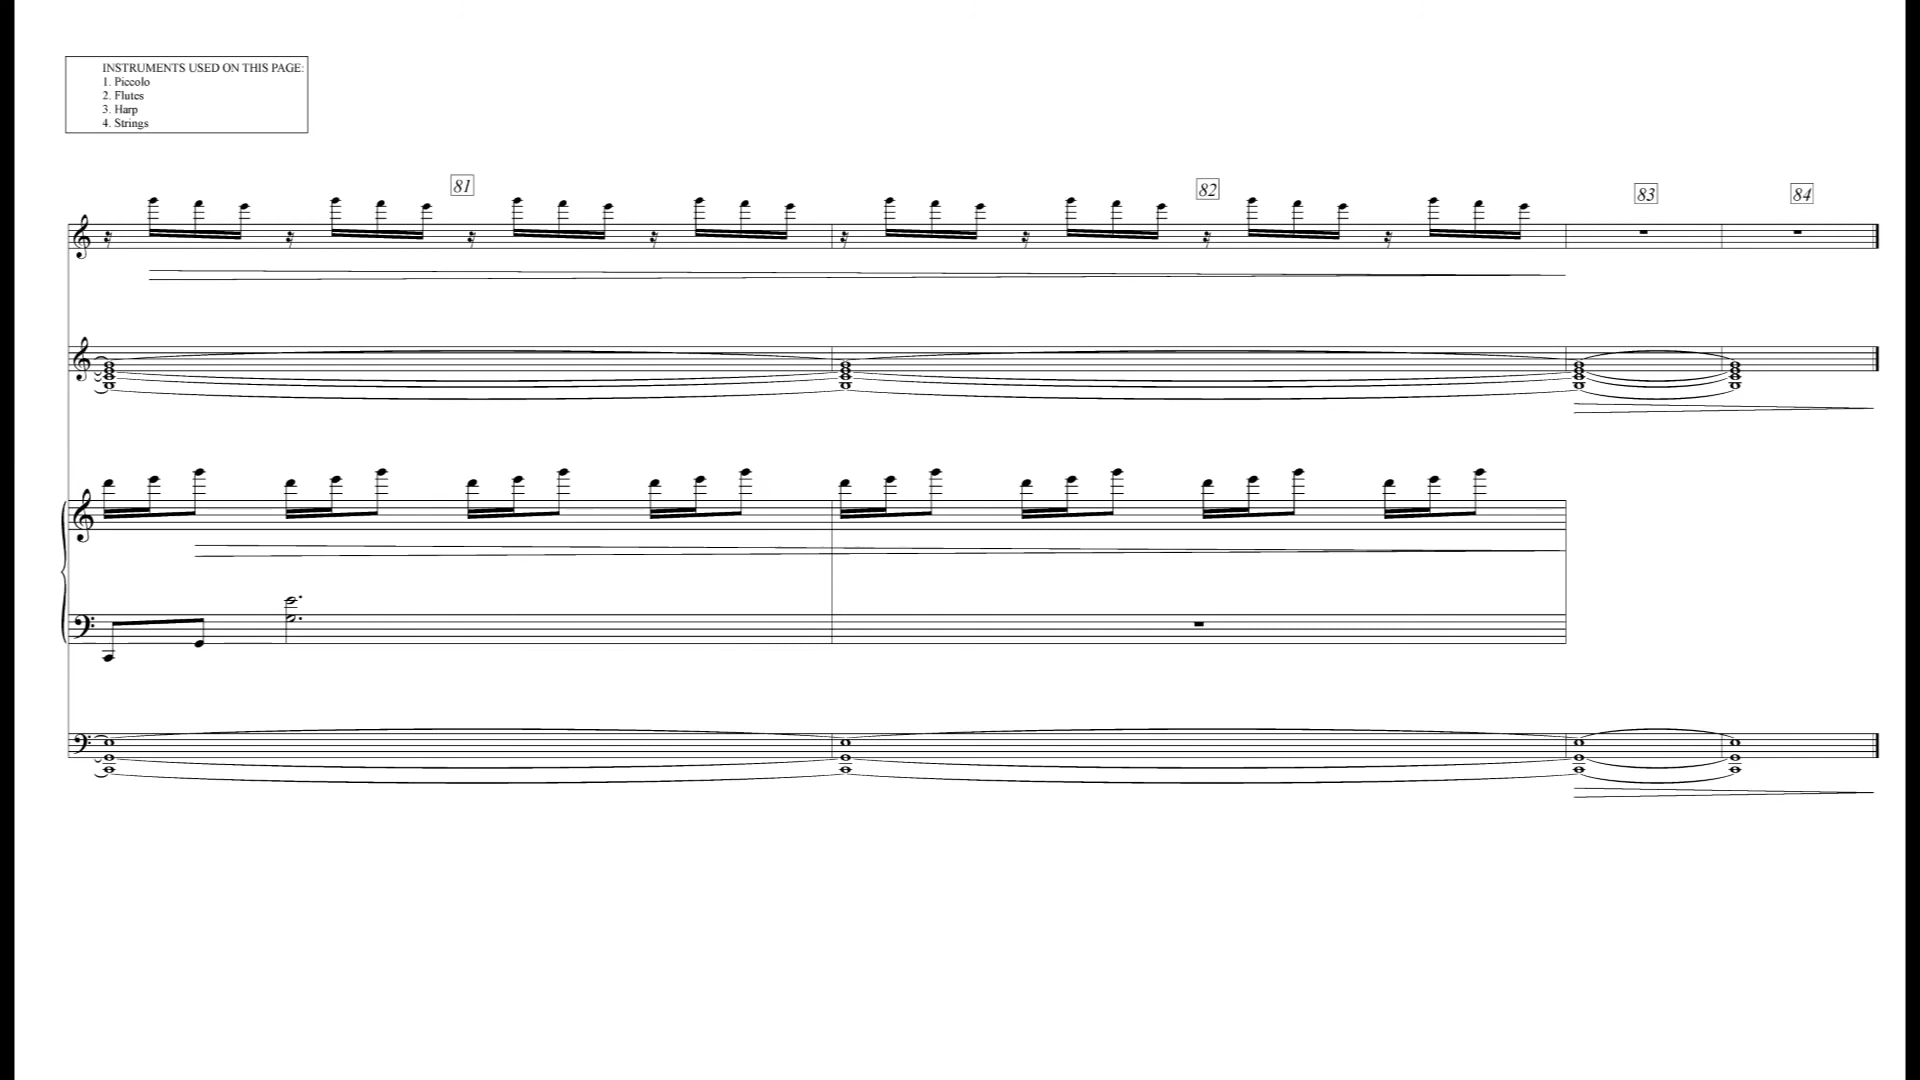 INSTRUMENTS USED ON THIS PAGE:
1. Piccolo
2. Flutes
3. Harp
4. Strings
81
82
83
84